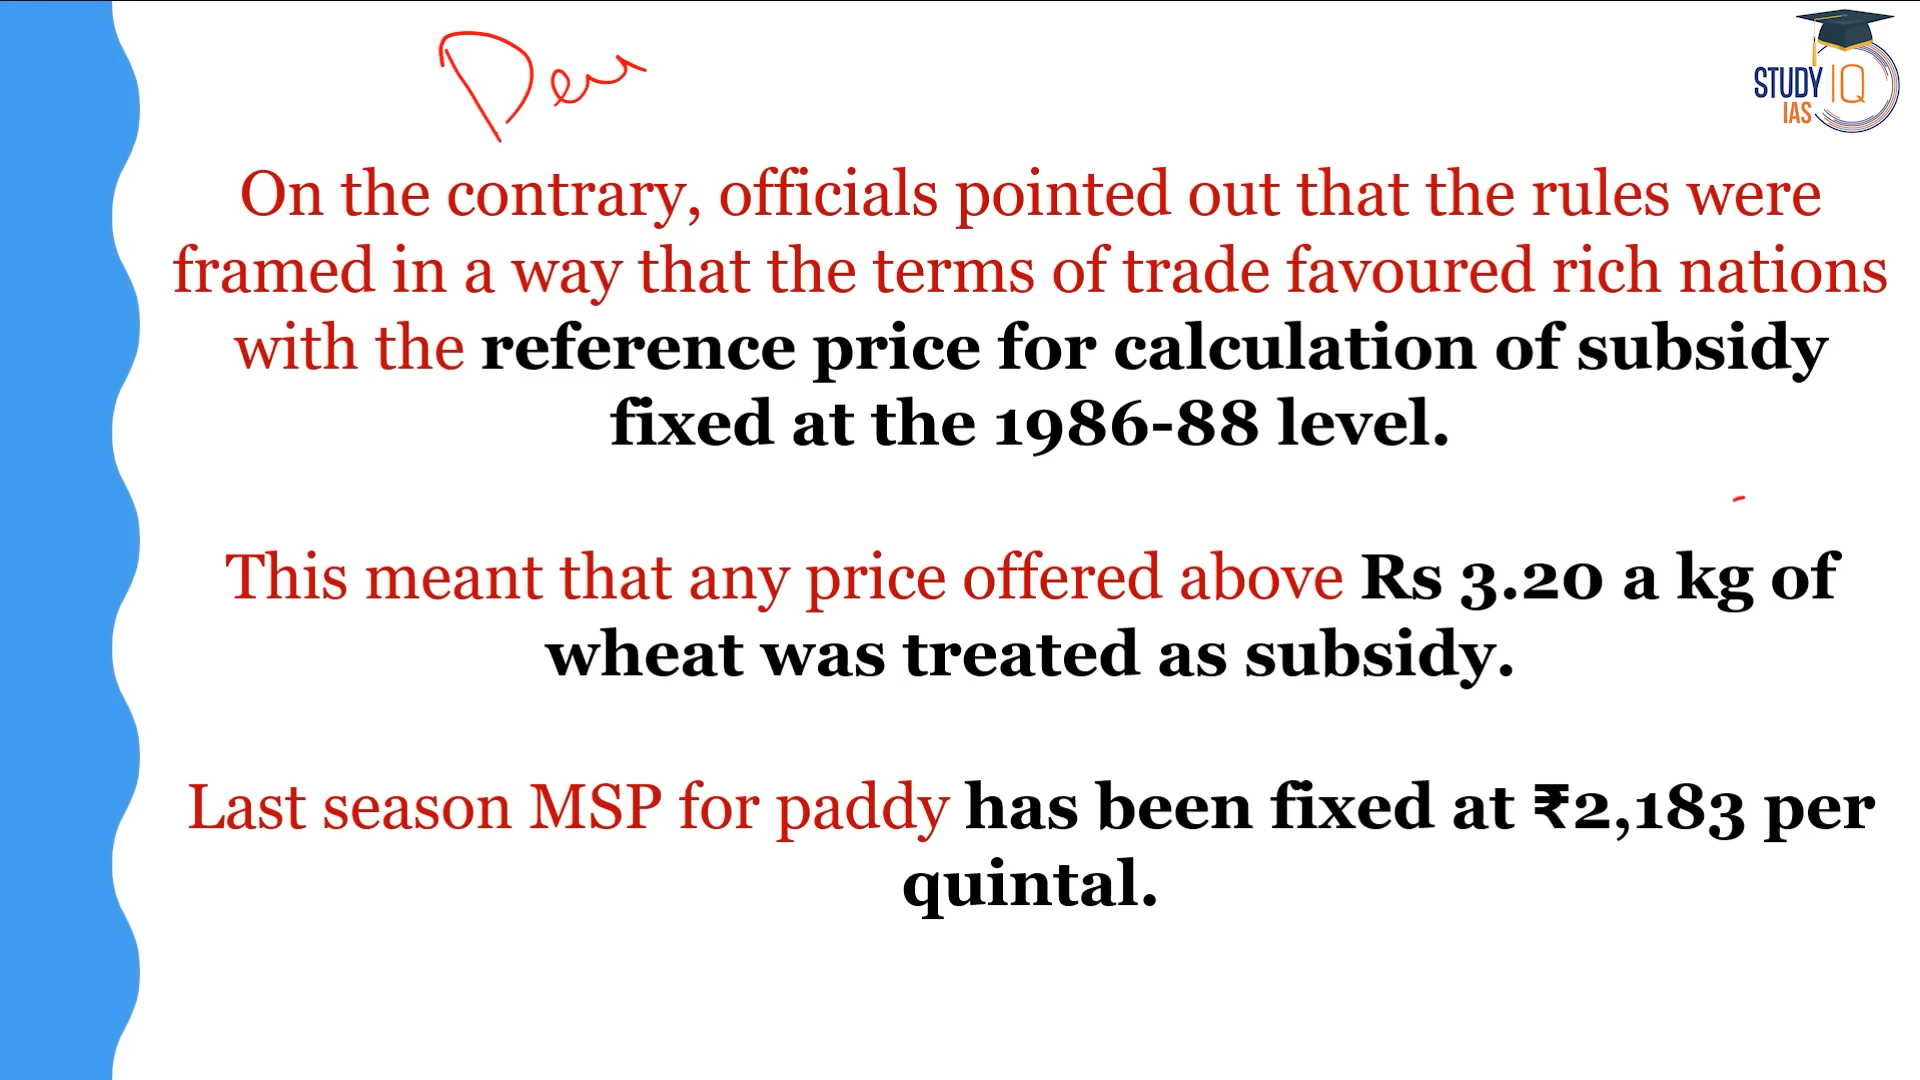 STUDY IQ
IAS
On the contrary, officials pointed out that the rules were
framed in a way that the terms of trade favoured rich nations
with the reference price for calculation of subsidy
fixed at the 1986-88 level.
This meant that any price offered above Rs 3.20 a kg of
wheat was treated as subsidy.
Last season MSP for paddy has been fixed at ₹2,183 per
quintal.